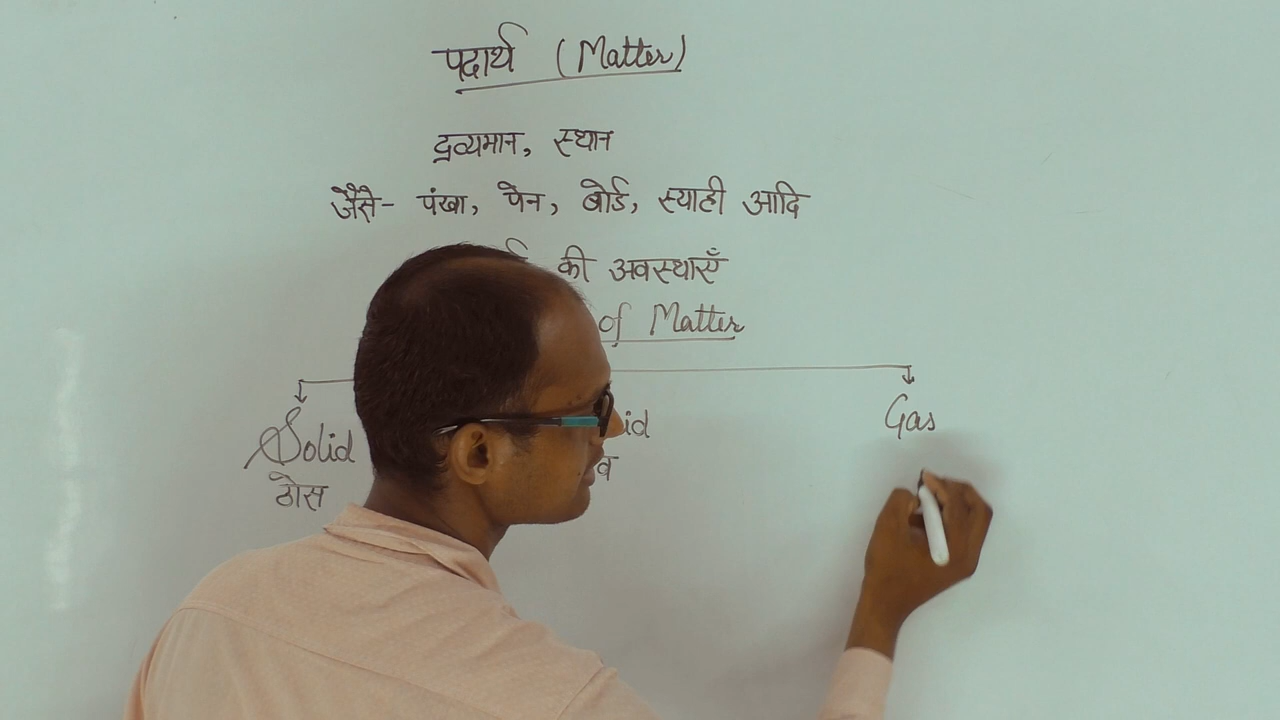 पदार्थ (Matter)
द्रव्यमान, स्थान
जैसे- पंखा, पेन, बोर्ड, स्याही आदि
की अवस्थाएँ
of Matter
Solid Gas
ठोस